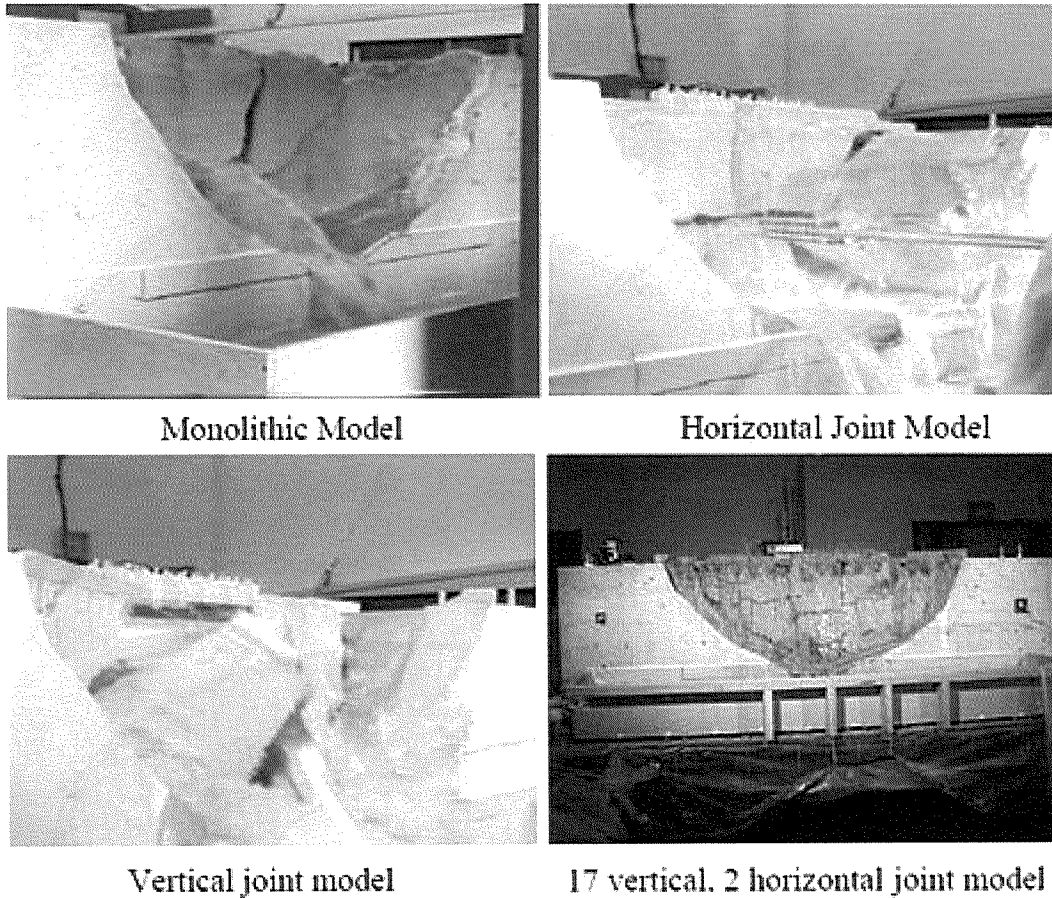 Monolithic Model
Horizontal Joint Model
Vertical joint model
17 vertical, 2 horizontal joint model